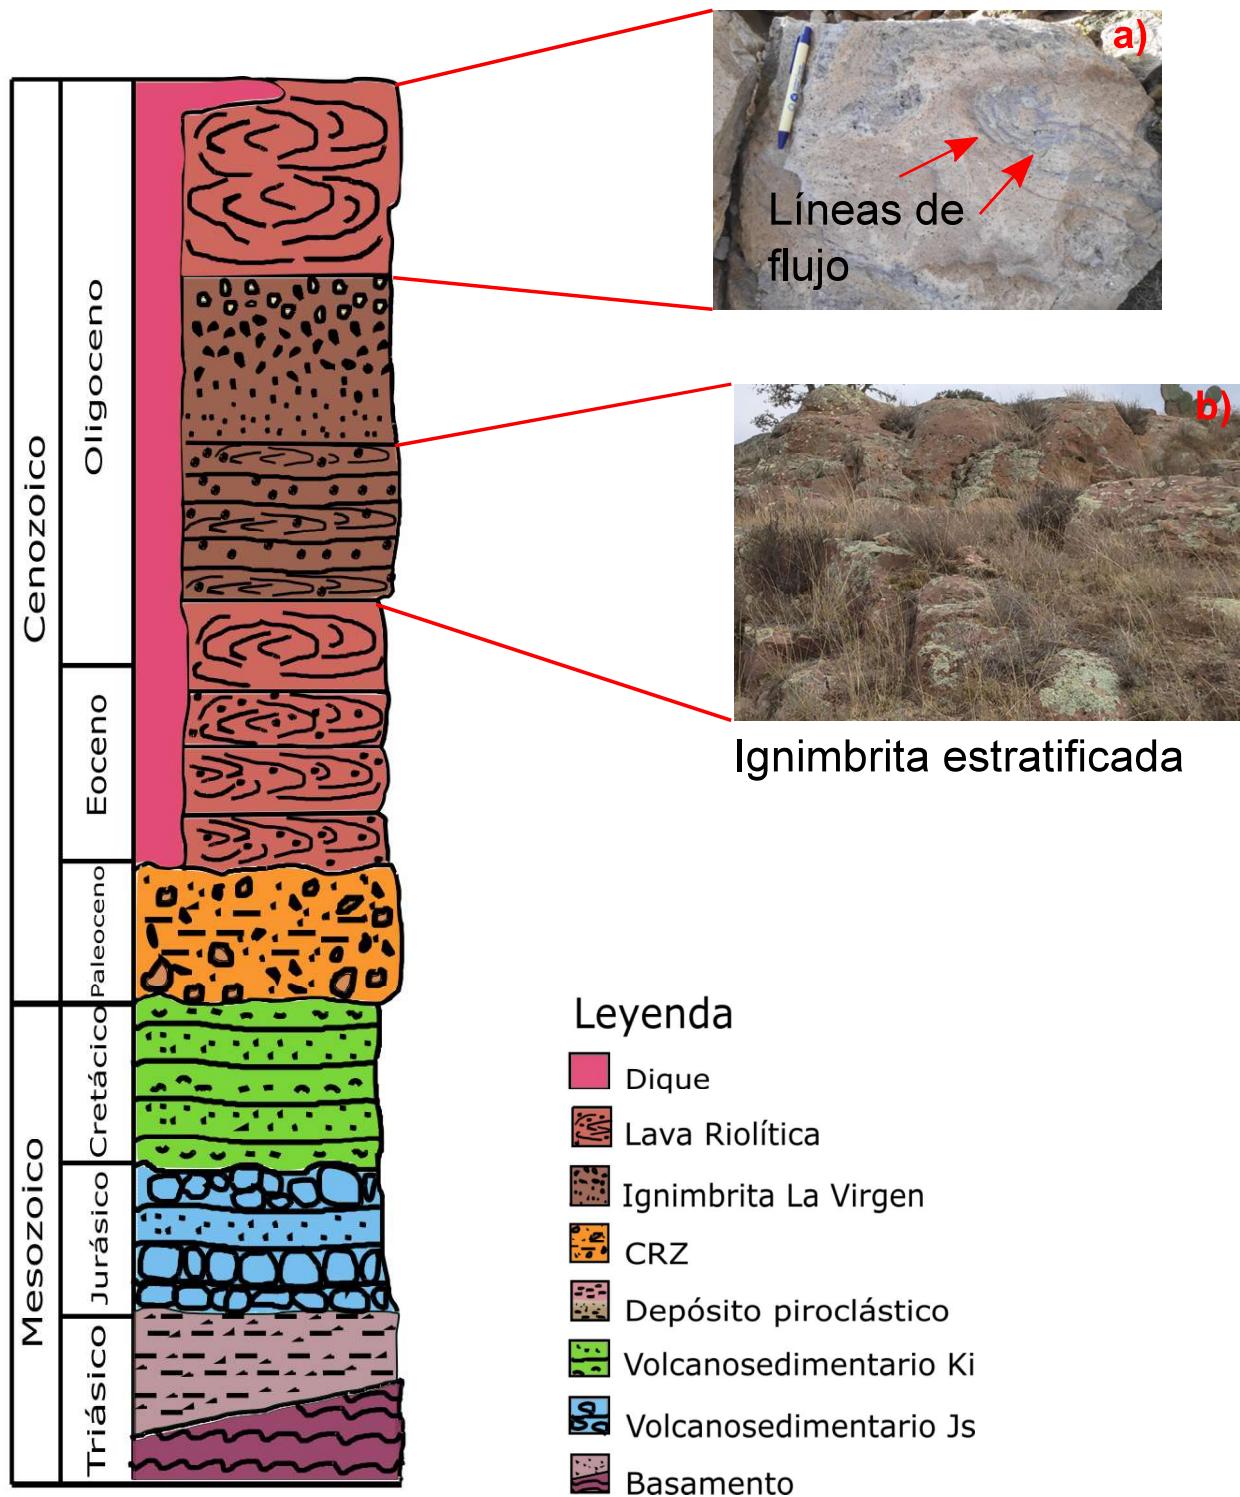 Cenozoico
Mesozoico
Oligoceno
Eoceno
Paleoceno
Cretácico
Jurásico
Triásico
a)
Líneas de
flujo
b)
Ignimbrita estratificada
Leyenda
Dique
Lava Riolítica
Ignimbrita La Virgen
CRZ
Depósito piroclástico
Volcanosedimentario Ki
Volcanosedimentario Js
Basamento